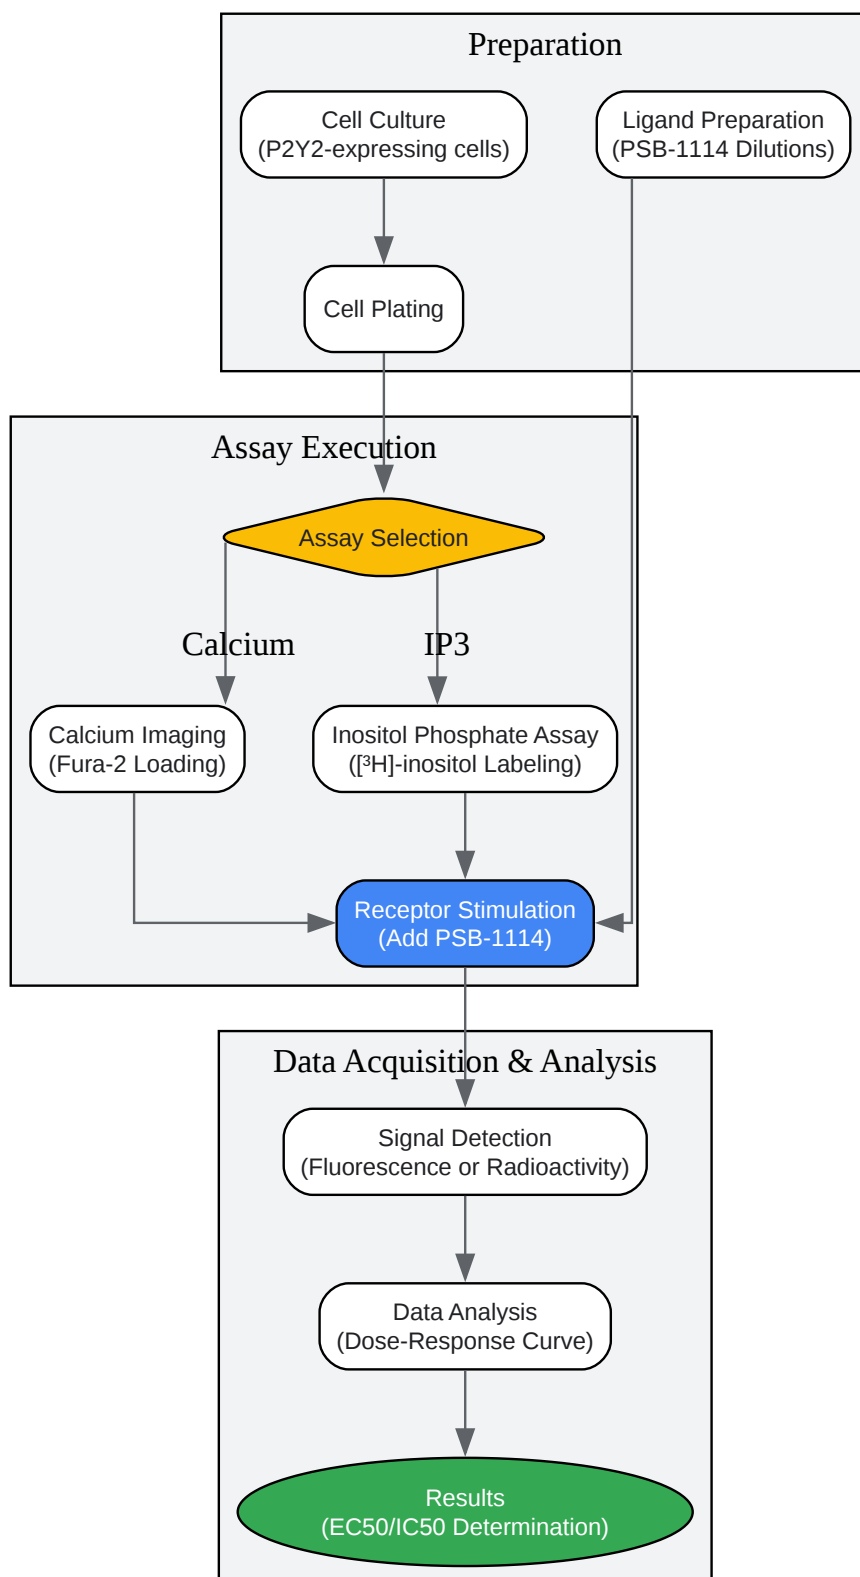 Preparation
Cell Culture
(P2Y2-expressing cells)
Ligand Preparation
(PSB-1114 Dilutions)
Cell Plating
Assay Execution
Assay Selection
Calcium
IP3
Calcium Imaging
(Fura-2 Loading)
Inositol Phosphate Assay
([³H]-inositol Labeling)
Receptor Stimulation
(Add PSB-1114)
Data Acquisition & Analysis
Signal Detection
(Fluorescence or Radioactivity)
Data Analysis
(Dose-Response Curve)
Results
(EC50/IC50 Determination)